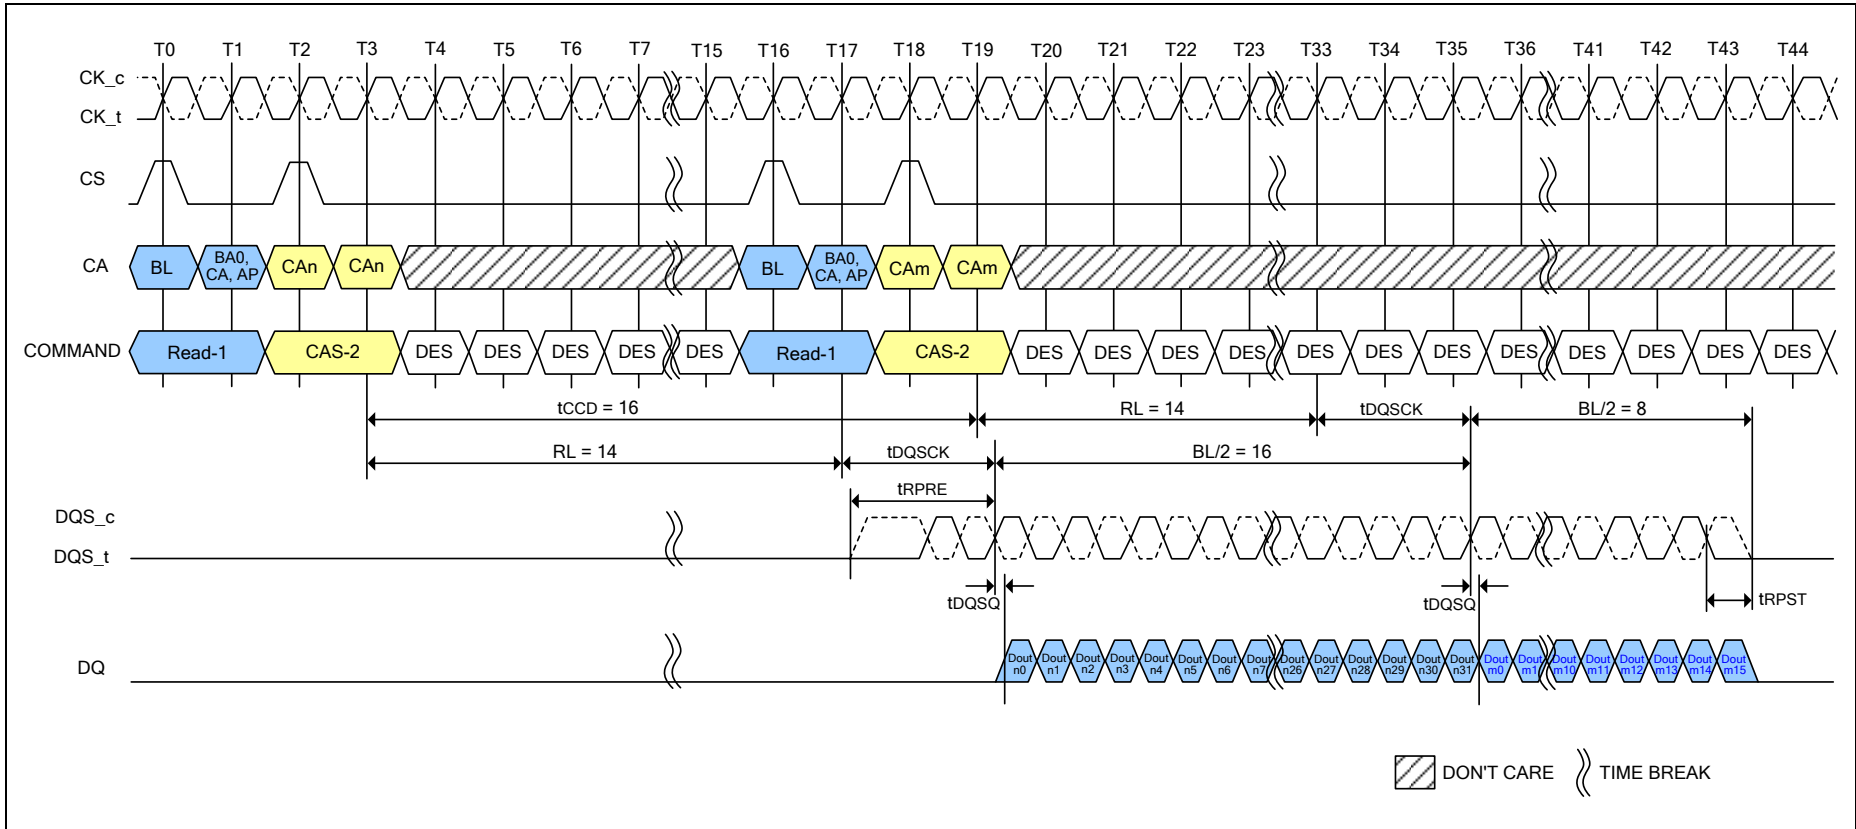 T0 T1 T2 T3 T4 T5 T6 T7 T15 T16 T17 T18 T19 T20 T21 T22 T23 T33 T34 T35 T36 T41 T42 T43 T44
CK_c
CK_t
CS
CA BL BA0, CA, AP CAn CAn BL BA0, CA, AP CAm CAm
COMMAND Read-1 CAS-2 DES DES DES DES DES Read-1 CAS-2 DES DES DES DES DES DES DES DES DES DES DES DES
tCCD = 16 RL = 14 tDQSCK BL/2 = 8
RL = 14 tDQSCK BL/2 = 16
tRPRE
DQS_c
DQS_t
tDQSQ tDQSQ tRPST
DQ Dout n0 Dout n1 Dout n2 Dout n3 Dout n4 Dout n5 Dout n6 Dout n7 Dout n26 Dout n27 Dout n28 Dout n29 Dout n30 Dout n31 Dout m0 Dout m1 Dout m10 Dout m11 Dout m12 Dout m13 Dout m14 Dout m15
DON'T CARE TIME BREAK